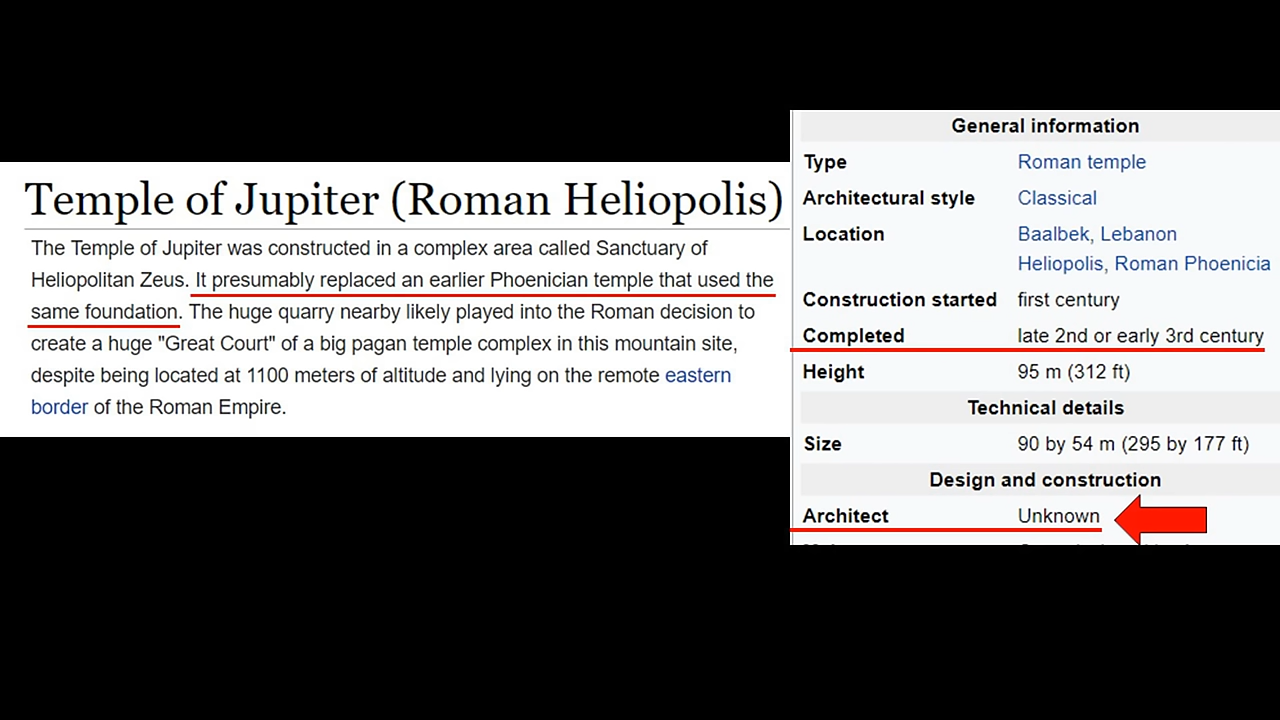 Temple of Jupiter (Roman Heliopolis)
The Temple of Jupiter was constructed in a complex area called Sanctuary of
Heliopolitan Zeus. It presumably replaced an earlier Phoenician temple that used the
same foundation. The huge quarry nearby likely played into the Roman decision to
create a huge "Great Court" of a big pagan temple complex in this mountain site,
despite being located at 1100 meters of altitude and lying on the remote eastern
border of the Roman Empire.
General information
Type Roman temple
Architectural style Classical
Location Baalbek, Lebanon
Heliopolis, Roman Phoenicia
Construction started first century
Completed late 2nd or early 3rd century
Height 95 m (312 ft)
Technical details
Size 90 by 54 m (295 by 177 ft)
Design and construction
Architect Unknown